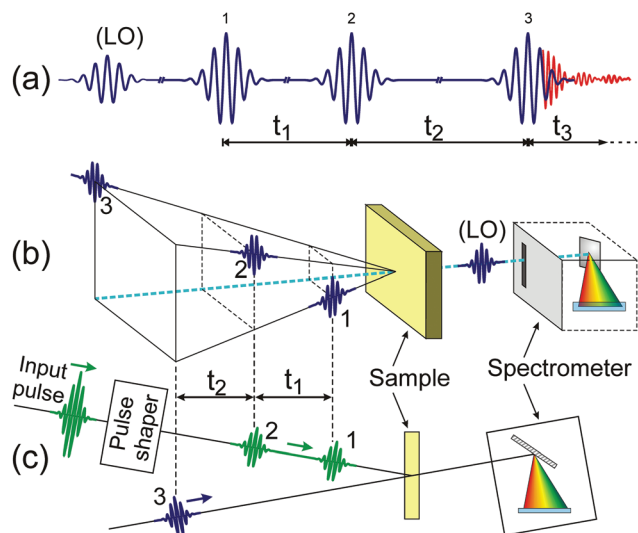 1
2
3
(LO)
(a)
t1
t2
t3
3
(b)
2
(LO)
1
Input
pulse
t2
t1
Sample
Spectrometer
Pulse
shaper
2
1
(c)
3